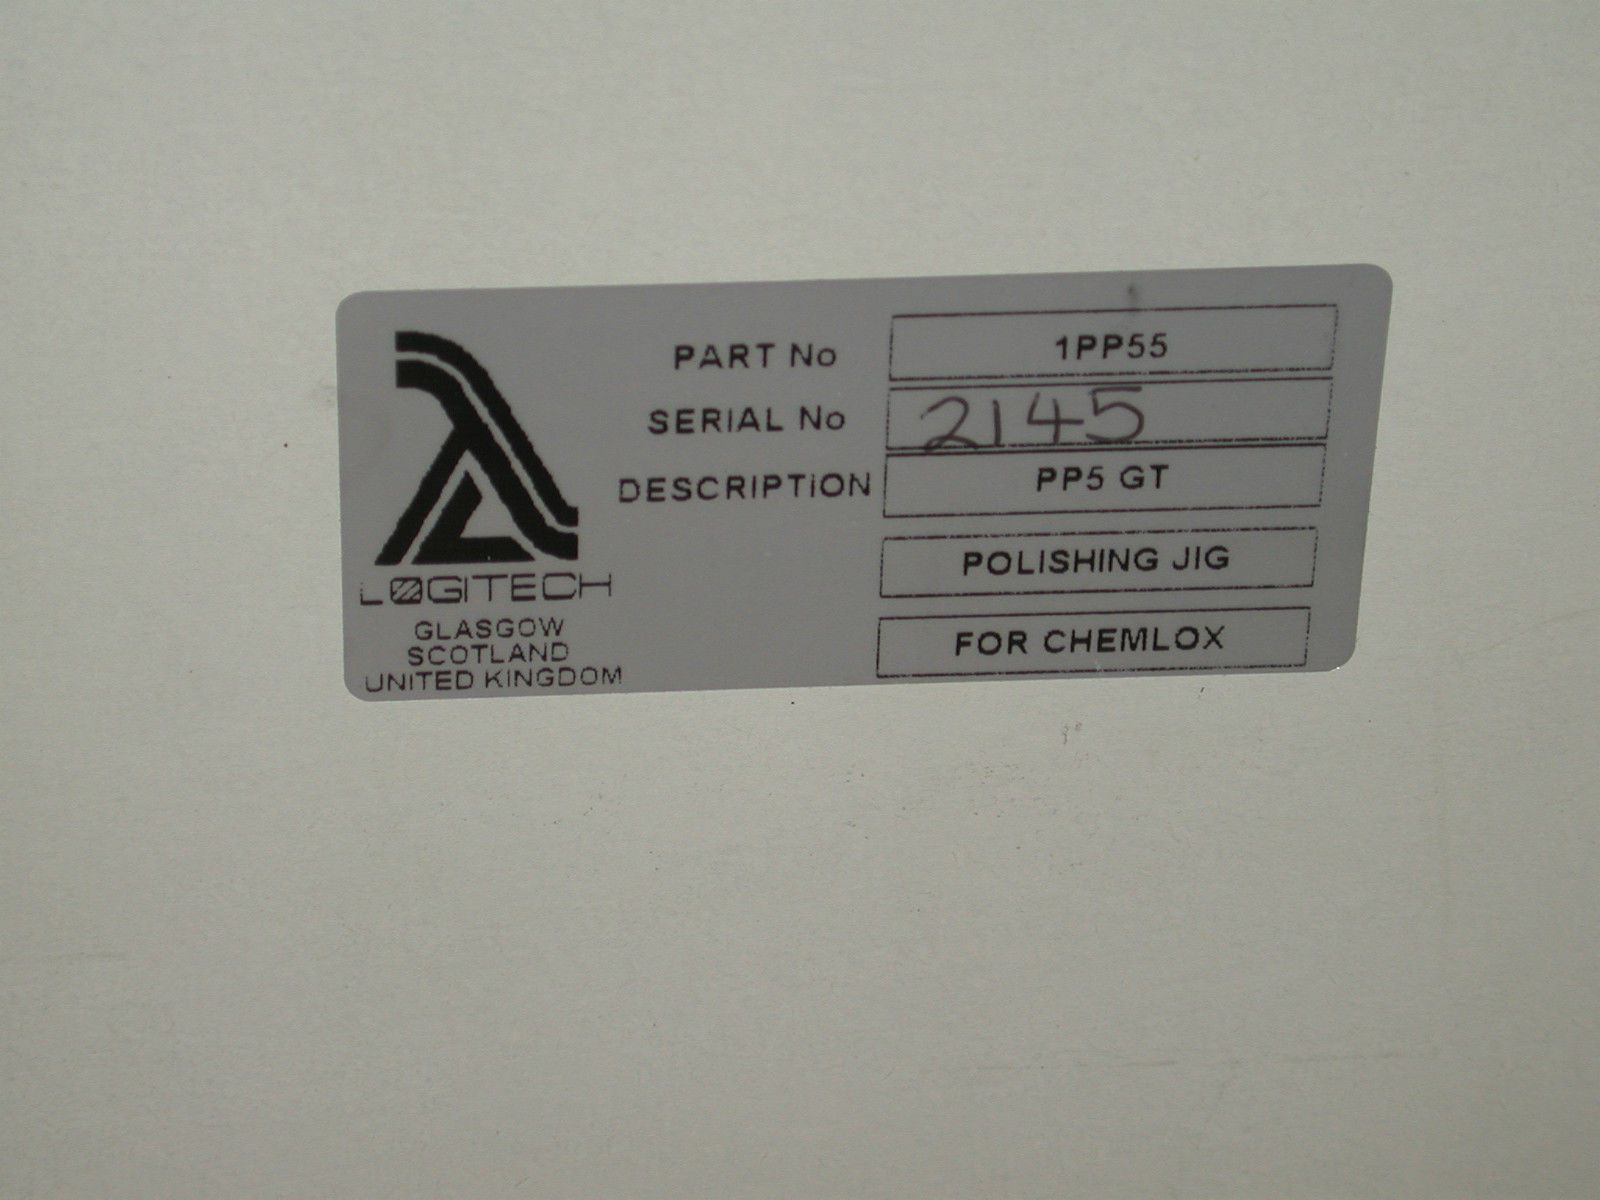 PART No 1PP55
SERIAL No 2145
DESCRIPTION PP5 GT
POLISHING JIG
FOR CHEMLOX
LOGITECH
GLASGOW
SCOTLAND
UNITED KINGDOM